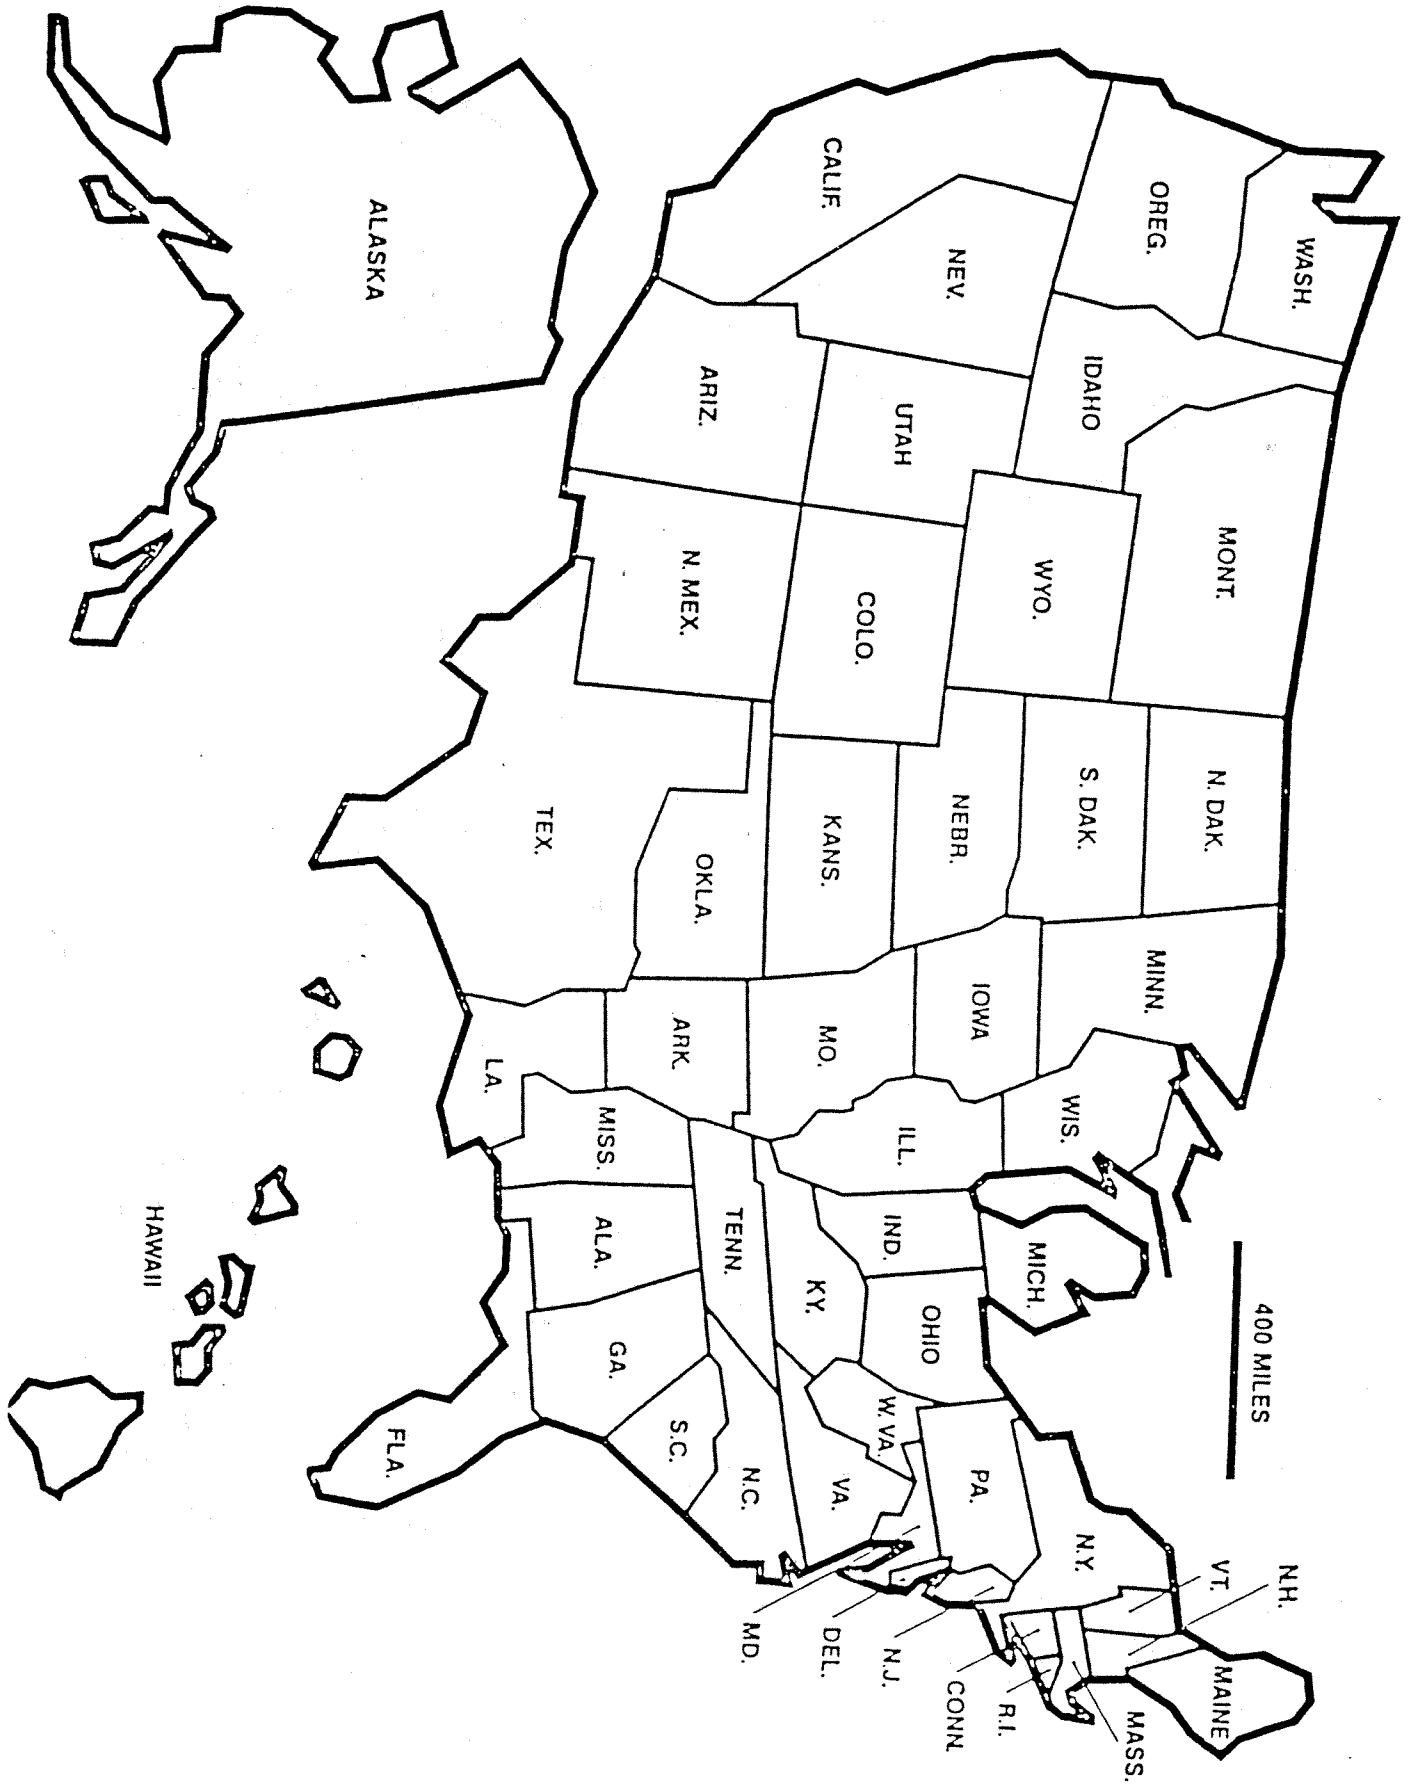 WASH.
OREG.
CALIF.
NEV.
IDAHO
MONT.
WYO.
UTAH
ARIZ.
COLO.
N. MEX.
N. DAK.
S. DAK.
NEBR.
KANS.
OKLA.
TEX.
MINN.
IOWA
MO.
ARK.
LA.
WIS.
ILL.
MISS.
MICH.
IND.
OHIO
KY.
TENN.
ALA.
GA.
FLA.
S.C.
N.C.
VA.
W. VA.
PA.
N.Y.
VT.
N.H.
MAINE
MASS.
R.I.
CONN.
N.J.
DEL.
MD.
400 MILES
ALASKA
HAWAII